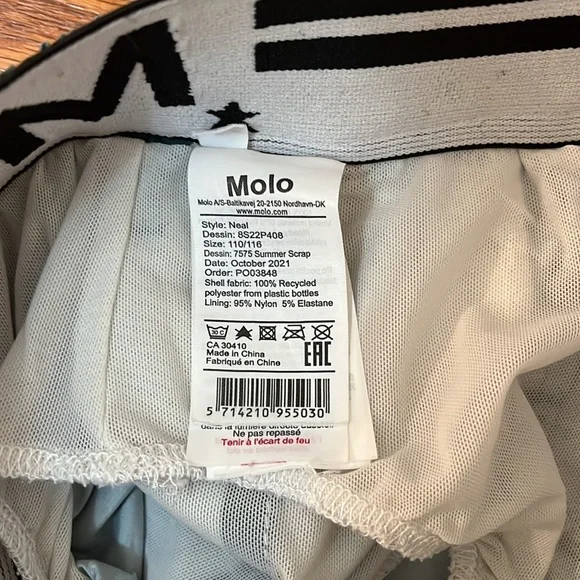 Molo
Molo A/S-Baltikavej 20-2150 Nordhavn-DK
www.molo.com
Style: Neal
Dessin: 8S22P408
Size: 110/116
Dessin: 7575 Summer Scrap
Date: October 2021
Order: PO03848
Shell fabric: 100% Recycled
polyester from plastic bottles
Lining: 95% Nylon 5% Elastane
30 C
CA 30410
Made in China
Fabriqué en Chine
EAC
5 714210 955030
Ne pas repassé
Tenir à l'écart de feu